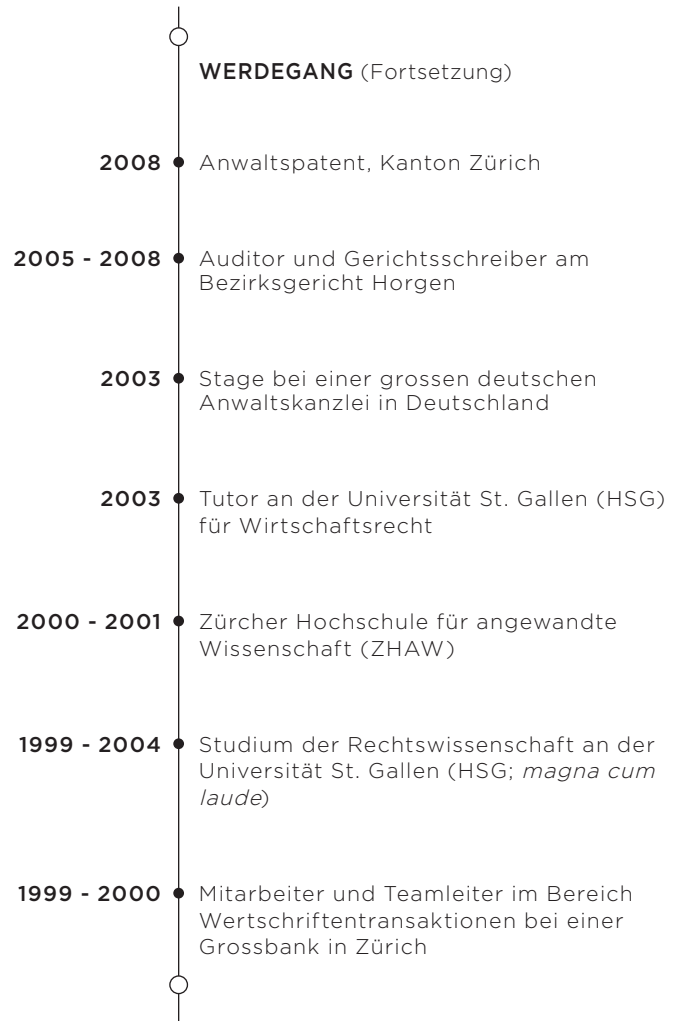 WERDEGANG (Fortsetzung)
2008 Anwaltspatent, Kanton Zürich
2005 - 2008 Auditor und Gerichtsschreiber am
Bezirksgericht Horgen
2003 Stage bei einer grossen deutschen
Anwaltskanzlei in Deutschland
2003 Tutor an der Universität St. Gallen (HSG)
für Wirtschaftsrecht
2000 - 2001 Zürcher Hochschule für angewandte
Wissenschaft (ZHAW)
1999 - 2004 Studium der Rechtswissenschaft an der
Universität St. Gallen (HSG; magna cum
laude)
1999 - 2000 Mitarbeiter und Teamleiter im Bereich
Wertschriftentransaktionen bei einer
Grossbank in Zürich